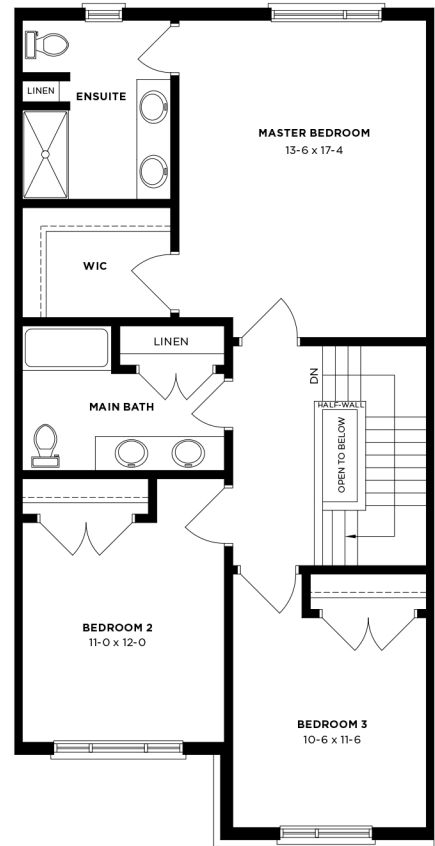 LINEN
ENSUITE
MASTER BEDROOM
13-6 x 17-4
WIC
LINEN
MAIN BATH
DN
HALF-WALL
OPEN TO BELOW
BEDROOM 2
11-0 x 12-0
BEDROOM 3
10-6 x 11-6